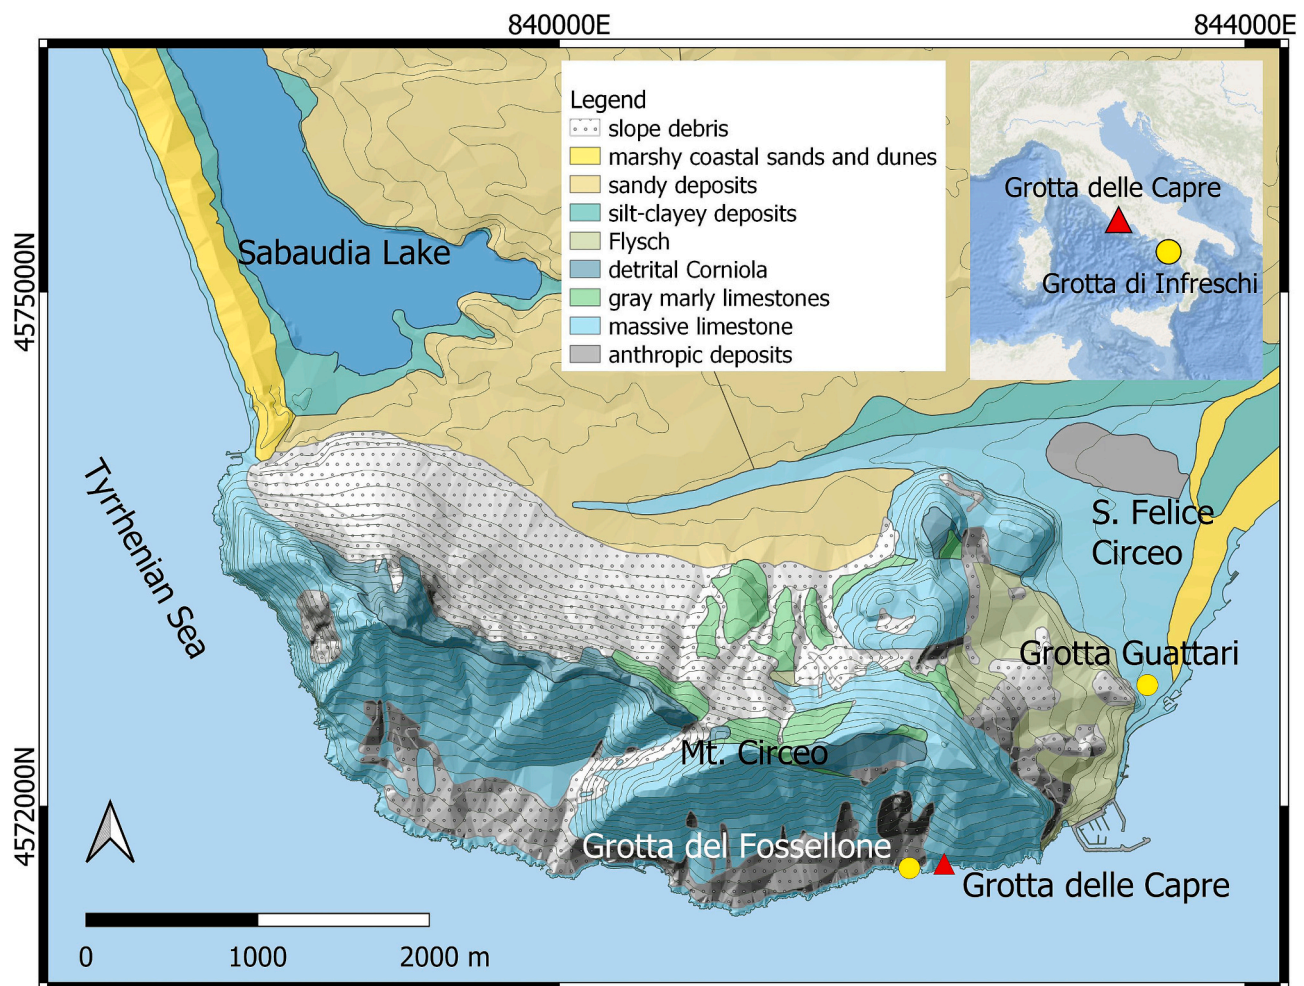 840000E
844000E
Legend
slope debris
marshy coastal sands and dunes
sandy deposits
silt-clayey deposits
Flysch
detrital Corniola
gray marly limestones
massive limestone
anthropic deposits
Grotta delle Capre
Grotta di Infreschi
4575000N
Sabaudia Lake
Tyrrhenian Sea
S. Felice
Circeo
Grotta Guattari
Mt. Circeo
4572000N
Grotta del Fossellone
Grotta delle Capre
0
1000
2000 m